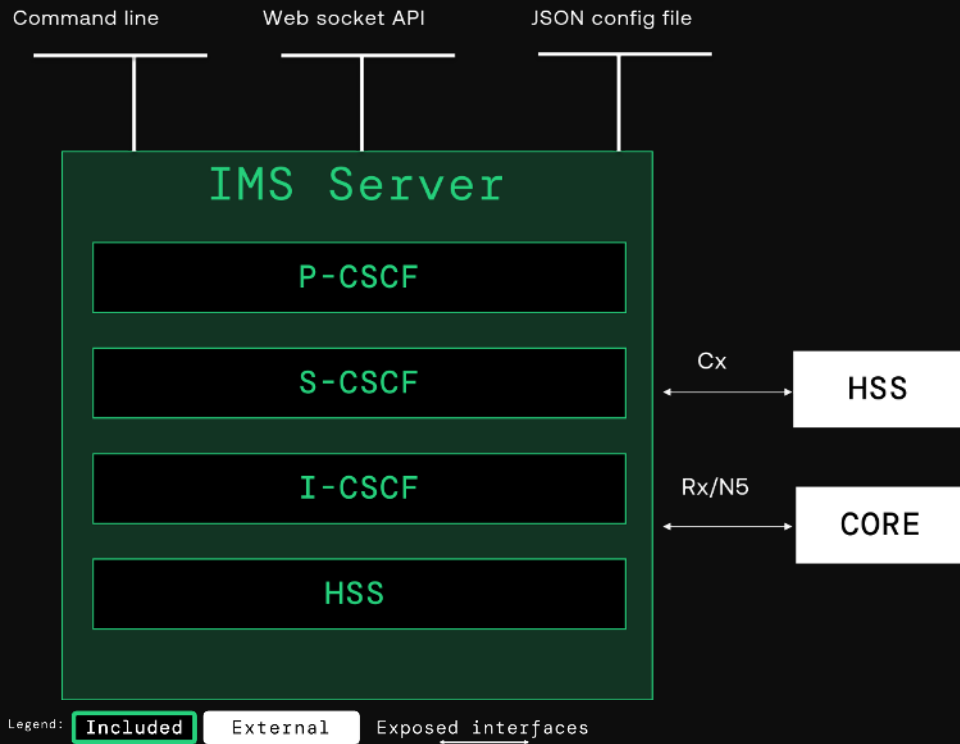 Command line
Web socket API
JSON config file
IMS Server
P-CSCF
S-CSCF
Cx
HSS
I-CSCF
Rx/N5
CORE
HSS
Legend: Included External Exposed interfaces